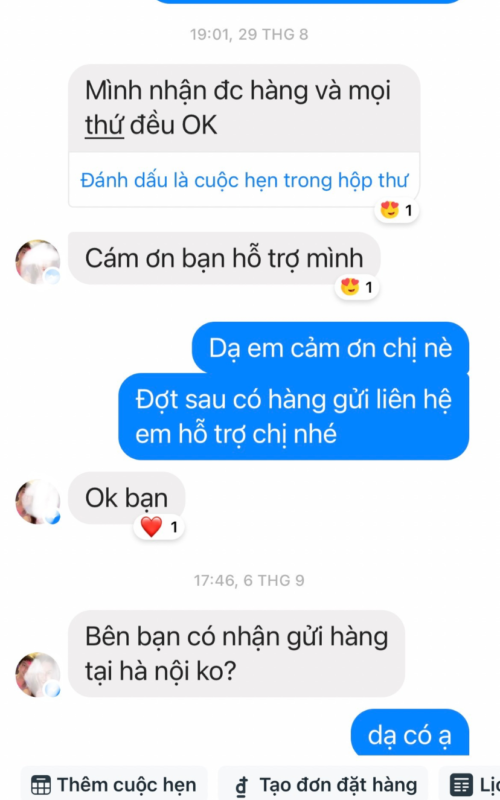 19:01, 29 THG 8
Mình nhận đc hàng và mọi
thứ đều OK
Đánh dấu là cuộc hẹn trong hộp thư
1
Cám ơn bạn hỗ trợ mình
1
Dạ em cảm ơn chị nè
Đợt sau có hàng gửi liên hệ
em hỗ trợ chị nhé
Ok bạn
1
17:46, 6 THG 9
Bên bạn có nhận gửi hàng
tại hà nội ko?
dạ có ạ
Thêm cuộc hẹn
đ Tạo đơn đặt hàng